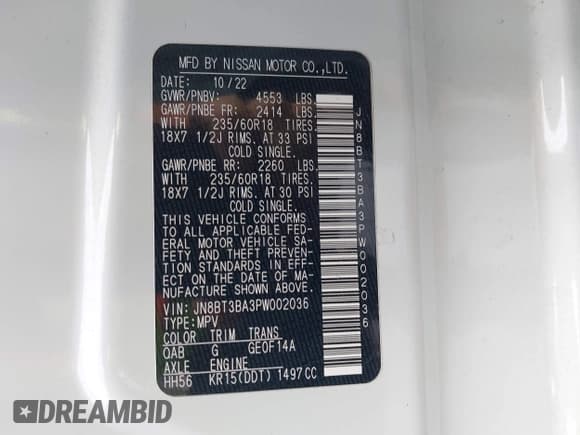 MFD BY NISSAN MOTOR CO.,LTD.
DATE: 10/22
GVWR/PNBV: 4553 LBS.
GAWR/PNBE FR: 2414 LBS.
WITH 235/60R18 TIRES.
18X7 1/2J RIMS. AT 33 PSI
COLD SINGLE.
GAWR/PNBE RR: 2260 LBS.
WITH 235/60R18 TIRES.
18X7 1/2J RIMS. AT 30 PSI
COLD SINGLE.
THIS VEHICLE CONFORMS
TO ALL APPLICABLE FED-
ERAL MOTOR VEHICLE SA-
FETY AND THEFT PREVEN-
TION STANDARDS IN EFF-
ECT ON THE DATE OF MA-
NUFACTURE SHOWN ABOVE.
VIN: JN8BT3BA3PW002036
TYPE:MPV
COLOR TRIM TRANS
QAB G GEOF14A
AXLE ENGINE
HH56 KR15(DDT) 1497CC
JN8BT3BA3PW002036
DREAMBID